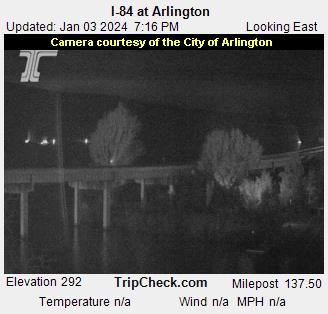 I-84 at Arlington
Updated: Jan 03 2024 7:16 PM Looking East
Camera courtesy of the City of Arlington
Elevation 292 TripCheck.com Milepost 137.50
Temperature n/a Wind n/a MPH n/a